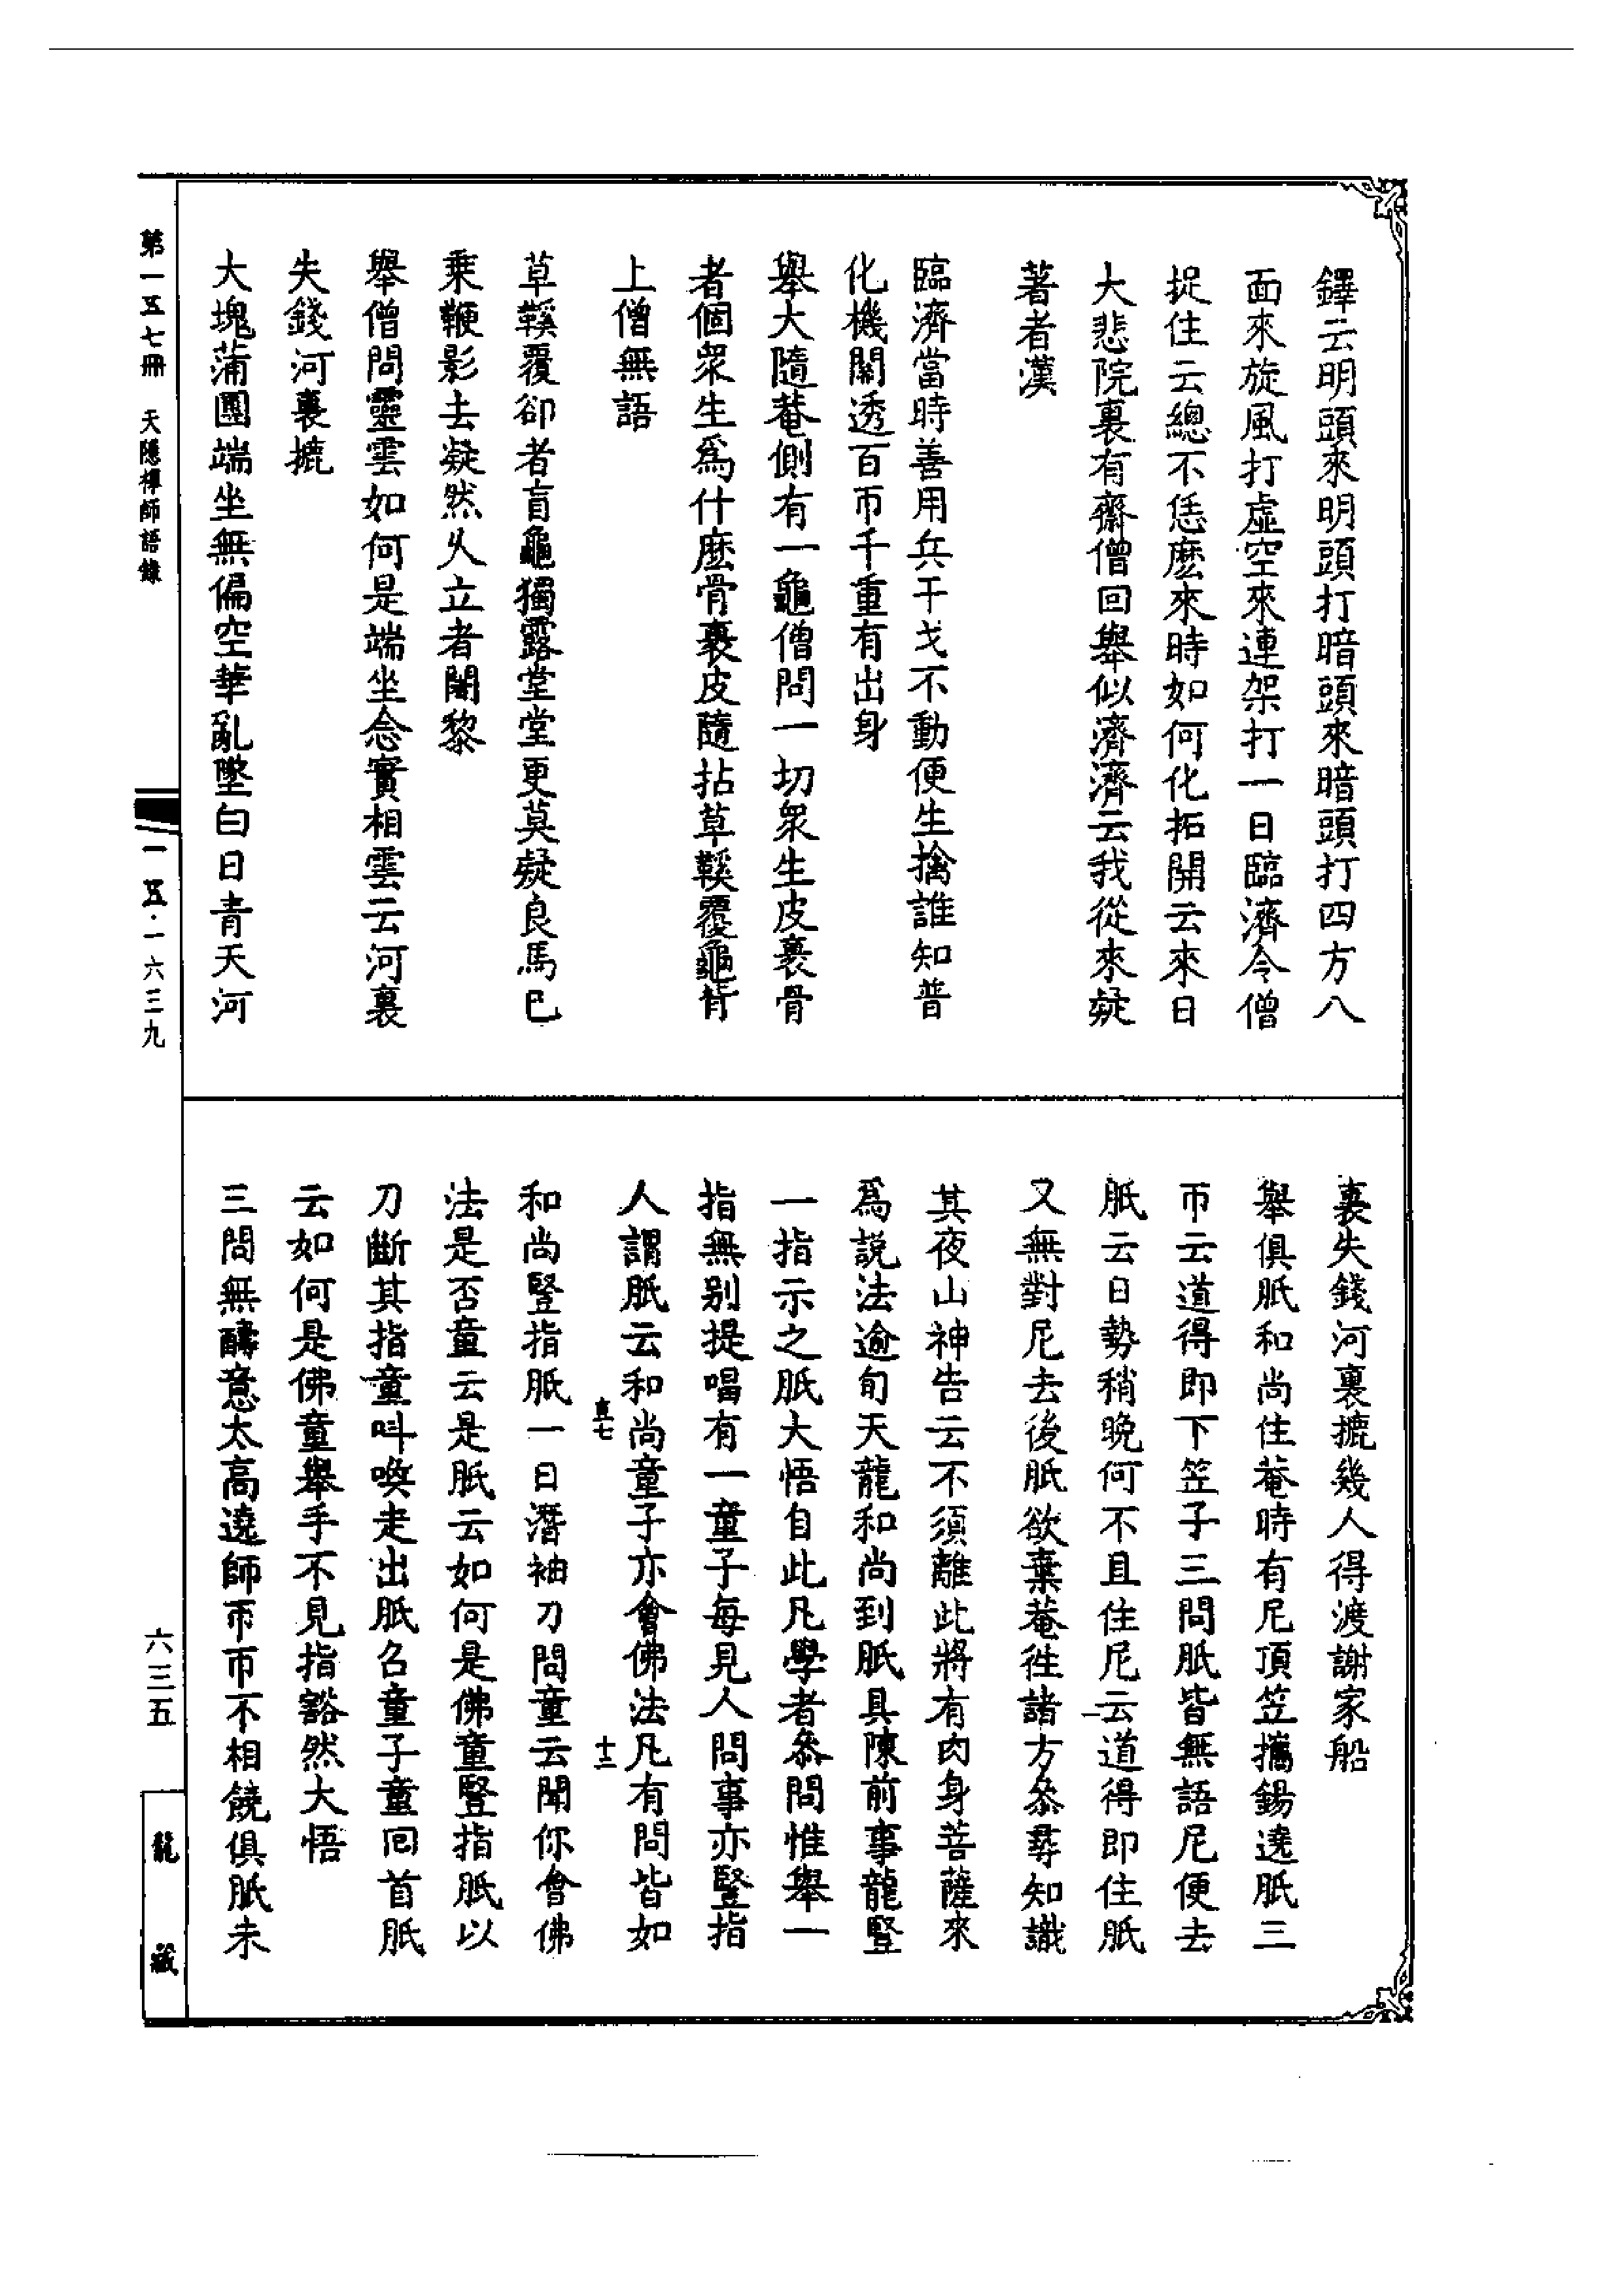 鐸云明頭來明頭打暗頭來暗頭打四方八
面來旋風打虛空來連架打一日臨濟令僧
捉住云總不恁麽來時如何化拓開云來日
大悲院裏有齋僧回舉似濟濟云我從來疑
著者漢
臨濟當時善用兵干戈不動便生擒誰知普
化機關透百帀千重有出身
舉大隨菴側有一龜僧問一切衆生皮裹骨
者個衆生爲什麽骨裹皮隨拈草鞵覆龜背
上僧無語
草鞵覆卻者盲龜獨露堂堂更莫疑良馬已
乘鞭影去凝然久立者闍黎
舉僧問靈雲如何是端坐念實相雲云河裏
失錢河裏摝
大塊蒲團端坐無偏空華亂墜白日青天河
裏失錢河裏摝幾人得渡謝家船
舉俱胝和尚住菴時有尼頂笠攜錫遶胝三
帀云道得即下笠子三問胝皆無語尼便去
胝云日勢稍晚何不且住尼云道得即住胝
又無對尼去後胝欲棄菴徃諸方叅尋知識
其夜山神告云不須離此將有肉身菩薩來
爲説法逾旬天龍和尚到胝具陳前事龍豎
一指示之胝大悟自此凡學者叅問惟舉一
指無别提唱有一童子每見人問事亦豎指
人謂胝云和尚童子亦會佛法凡有問皆如
直七 十三
和尚豎指胝一日潛袖刀問童云聞你會佛
法是否童云是胝云如何是佛童豎指胝以
刀斷其指童叫喚走出胝召童子童回首胝
云如何是佛童舉手不見指豁然大悟
三問無酬意太高遶師帀帀不相饒俱胝未
第一五七冊 天隱禪師語錄
一五·一六三九
六三五
龍藏